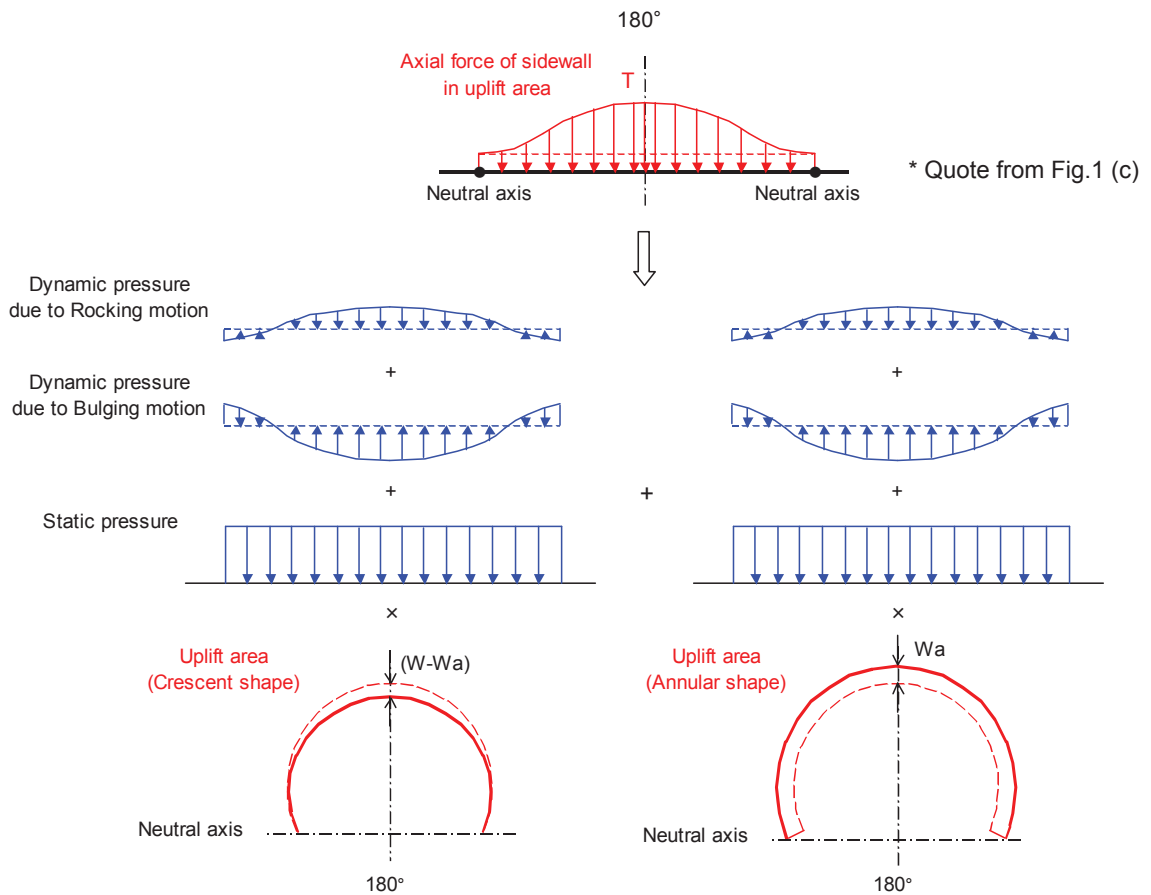 180°
Axial force of sidewall
in uplift area
T
* Quote from Fig.1 (c)
Neutral axis
Neutral axis
Dynamic pressure
due to Rocking motion
+
+
Dynamic pressure
due to Bulging motion
+
+
+
Static pressure
×
×
Uplift area
(Crescent shape)
(W-Wa)
Uplift area
(Annular shape)
Wa
Neutral axis
Neutral axis
180°
180°